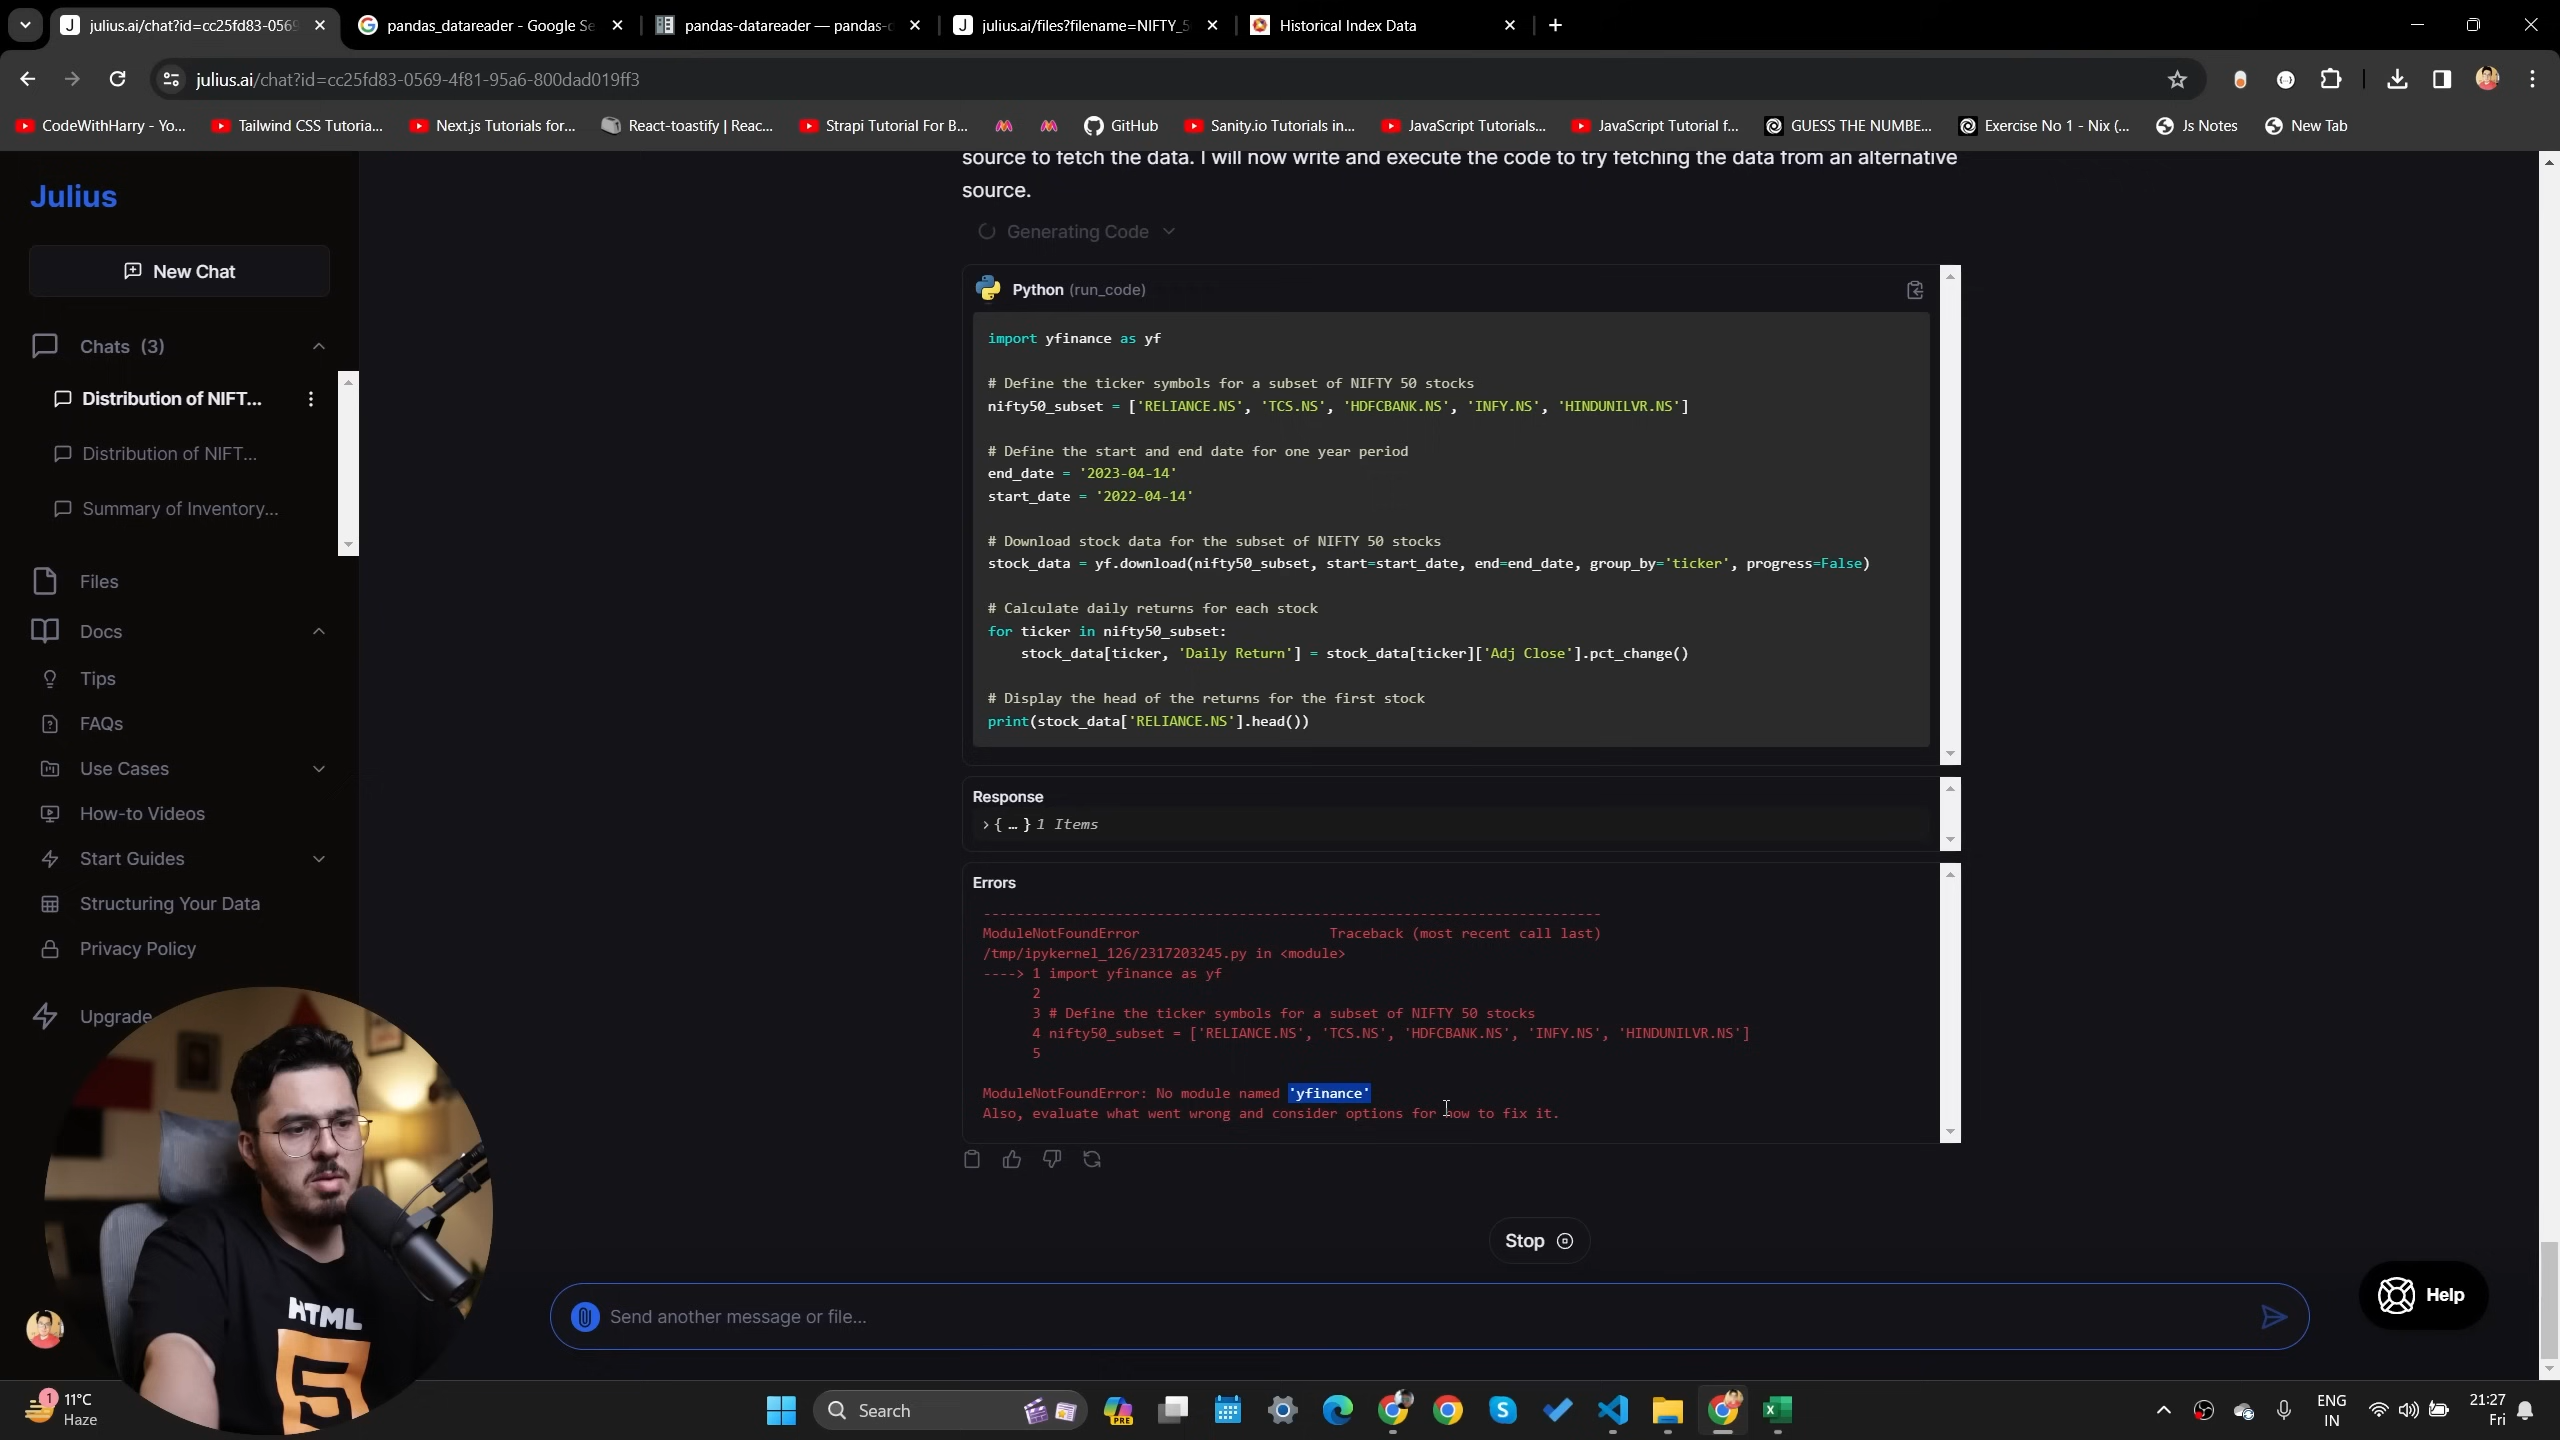 julius.ai/chat?id=cc25fd83-0569
pandas_datareader - Google Se
pandas-datareader — pandas-d
julius.ai/files?filename=NIFTY_5
Historical Index Data
julius.ai/chat?id=cc25fd83-0569-4f81-95a6-800dad019ff3
CodeWithHarry - Yo...
Tailwind CSS Tutoria...
Next.js Tutorials for...
React-toastify | Reac...
Strapi Tutorial For B...
GitHub
Sanity.io Tutorials in...
JavaScript Tutorials...
JavaScript Tutorial f...
GUESS THE NUMBE...
Exercise No 1 - Nix (...
Js Notes
New Tab
Julius
New Chat
Chats (3)
Distribution of NIFT...
Distribution of NIFT...
Summary of Inventory...
Files
Docs
Tips
FAQs
Use Cases
How-to Videos
Start Guides
Structuring Your Data
Privacy Policy
Upgrade
source to fetch the data. I will now write and execute the code to try fetching the data from an alternative
source.
Generating Code
Python (run_code)
import yfinance as yf
# Define the ticker symbols for a subset of NIFTY 50 stocks
nifty50_subset = ['RELIANCE.NS', 'TCS.NS', 'HDFCBANK.NS', 'INFY.NS', 'HINDUNILVR.NS']
# Define the start and end date for one year period
end_date = '2023-04-14'
start_date = '2022-04-14'
# Download stock data for the subset of NIFTY 50 stocks
stock_data = yf.download(nifty50_subset, start=start_date, end=end_date, group_by='ticker', progress=False)
# Calculate daily returns for each stock
for ticker in nifty50_subset:
stock_data[ticker, 'Daily Return'] = stock_data[ticker]['Adj Close'].pct_change()
# Display the head of the returns for the first stock
print(stock_data['RELIANCE.NS'].head())
Response
>{ … } 1 Items
Errors
---------------------------------------------------------------------------
ModuleNotFoundError Traceback (most recent call last)
/tmp/ipykernel_126/2317203245.py in <module>
----> 1 import yfinance as yf
2
3 # Define the ticker symbols for a subset of NIFTY 50 stocks
4 nifty50_subset = ['RELIANCE.NS', 'TCS.NS', 'HDFCBANK.NS', 'INFY.NS', 'HINDUNILVR.NS']
5
ModuleNotFoundError: No module named 'yfinance'
Also, evaluate what went wrong and consider options for how to fix it.
Stop
Send another message or file...
Help
HTML
5
1
11°C
Haze
Search
PRE
ENG
IN
21:27
Fri